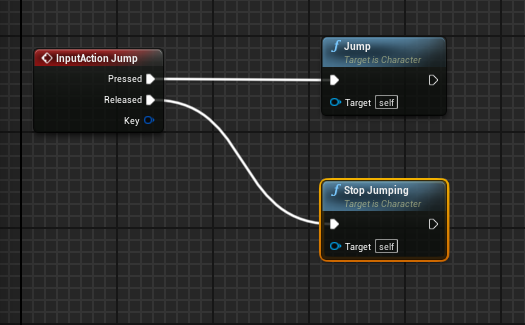 InputAction Jump
Pressed
Released
Key
f Jump
Target is Character
Target self
f Stop Jumping
Target is Character
Target self